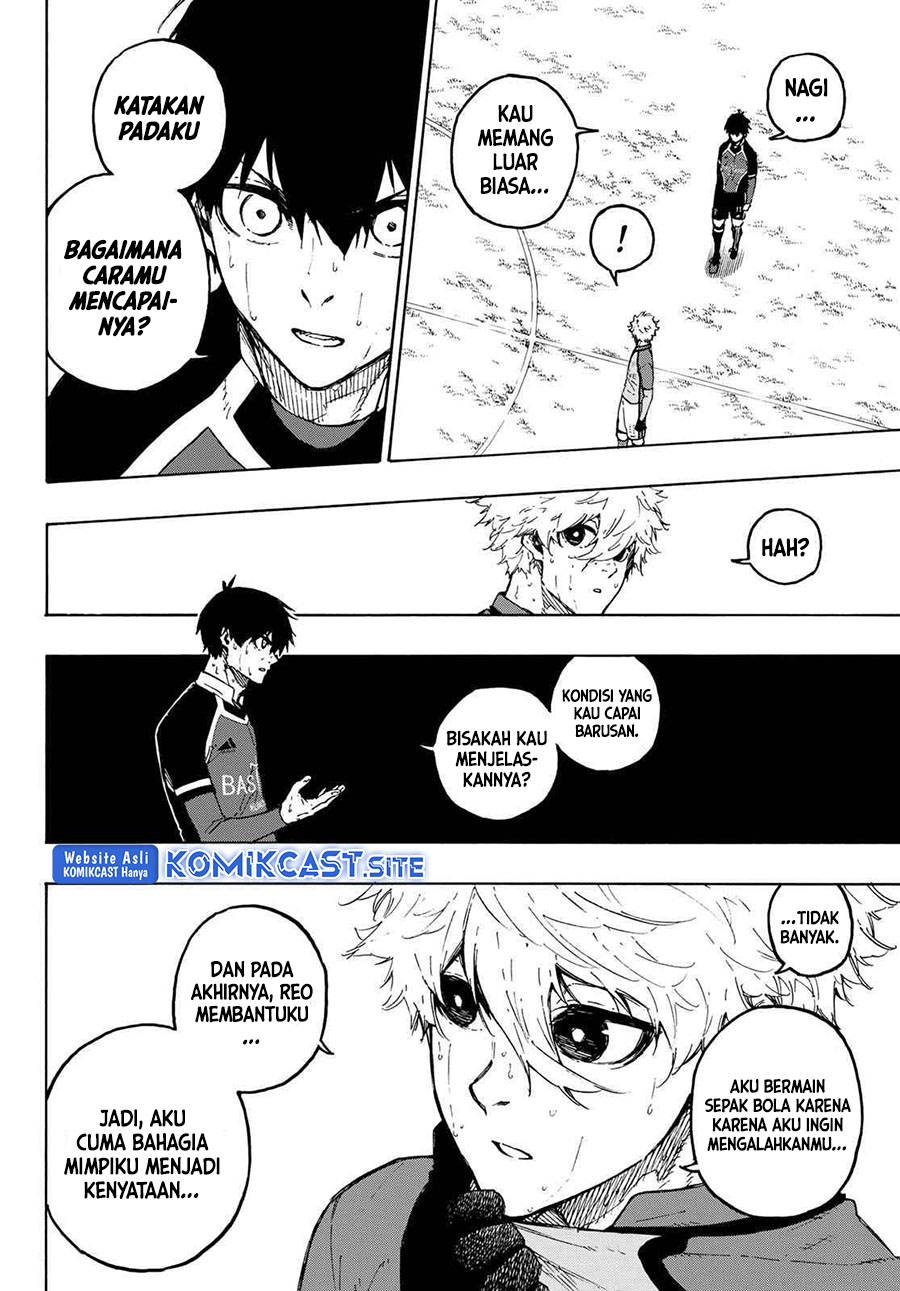 NAGI
...
KAU
MEMANG
LUAR
BIASA...
!
KATAKAN
PADAKU
BAGAIMANA
CARAMU
MENCAPAI-
NYA?
HAH?
KONDISI YANG
KAU CAPAI
BARUSAN.
BISAKAH KAU
MENJELAS-
KANNYA?
BAS
Website Asli
KOMIKCAST Hanya
KOMIKCAST.SITE
...TIDAK
BANYAK.
AKU BERMAIN
SEPAK BOLA KARENA
KARENA AKU INGIN
MENGALAHKANMU...
DAN PADA
AKHIRNYA, REO
MEMBANTUKU
...
JADI, AKU
CUMA BAHAGIA
MIMPIKU MENJADI
KENYATAAN...